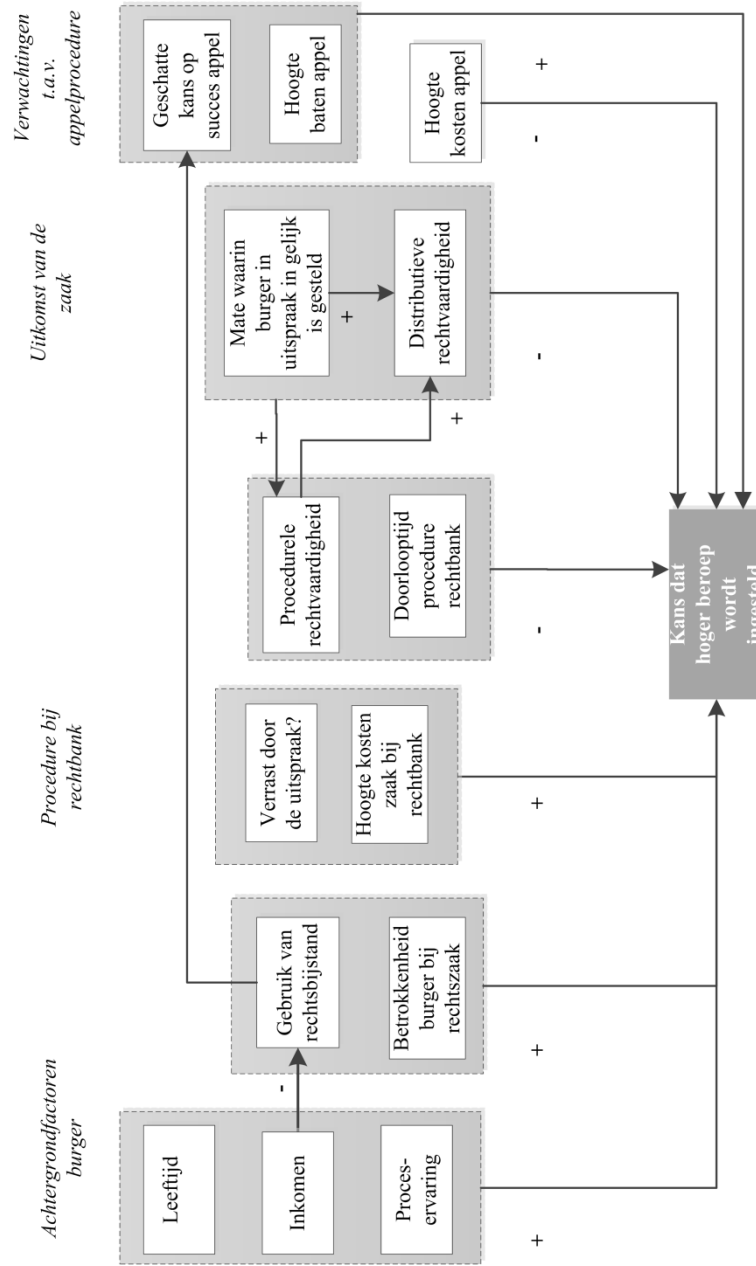 Achtergrondfactoren
burger
Procedure bij
rechtbank
Uitkomst van de
zaak
Verwachtingen
t.a.v.
appelprocedure
Leeftijd
Inkomen
Proces-
ervaring
+
-
Gebruik van
rechtsbijstand
Betrokkenheid
burger bij
rechtszaak
+
Verrast door
de uitspraak?
Hoogte kosten
zaak bij
rechtbank
+
Procedurele
rechtvaardigheid
Doorlooptijd
procedure
rechtbank
-
+
+
Mate waarin
burger in
uitspraak in gelijk
is gesteld
+
Distributieve
rechtvaardigheid
-
Geschatte
kans op
succes appel
Hoogte
baten appel
Hoogte
kosten appel
-
+
Kans dat
hoger beroep
wordt
ingesteld